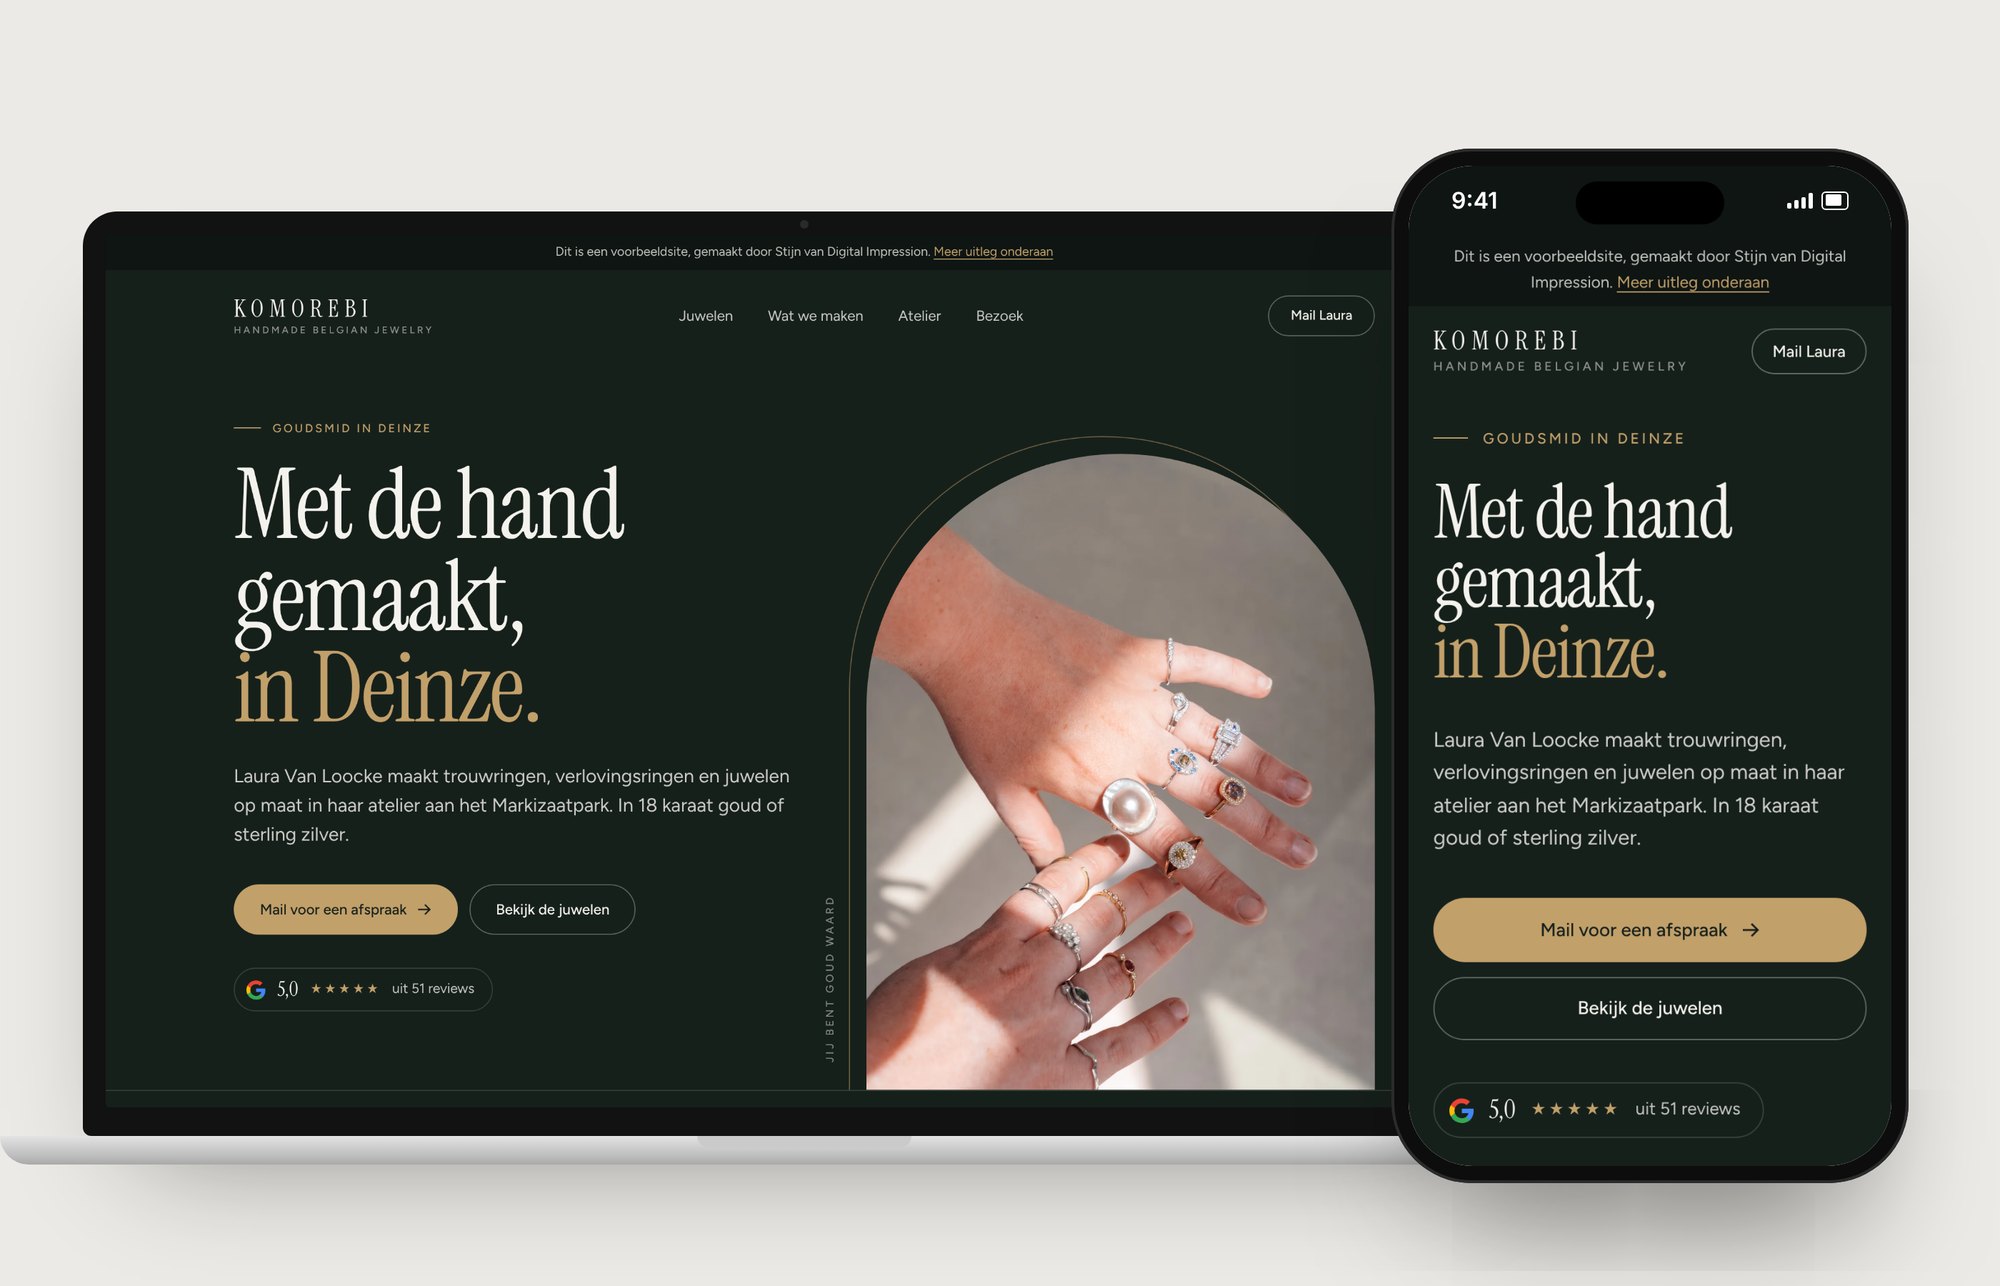 Dit is een voorbeeldsite, gemaakt door Stijn van Digital Impression. Meer uitleg onderaan
KOMOREBI
HANDMADE BELGIAN JEWELRY
Juwelen
Wat we maken
Atelier
Bezoek
Mail Laura
GOUDSMID IN DEINZE
Met de hand
gemaakt,
in Deinze.
Laura Van Loocke maakt trouwringen, verlovingsringen en juwelen
op maat in haar atelier aan het Markizaatpark. In 18 karaat goud of
sterling zilver.
Mail voor een afspraak →
Bekijk de juwelen
5,0 ★★★★★ uit 51 reviews
JIJ BENT GOUD WAARD
9:41
Dit is een voorbeeldsite, gemaakt door Stijn van Digital
Impression. Meer uitleg onderaan
KOMOREBI
HANDMADE BELGIAN JEWELRY
Mail Laura
GOUDSMID IN DEINZE
Met de hand
gemaakt,
in Deinze.
Laura Van Loocke maakt trouwringen,
verlovingsringen en juwelen op maat in haar
atelier aan het Markizaatpark. In 18 karaat
goud of sterling zilver.
Mail voor een afspraak →
Bekijk de juwelen
5,0 ★★★★★ uit 51 reviews